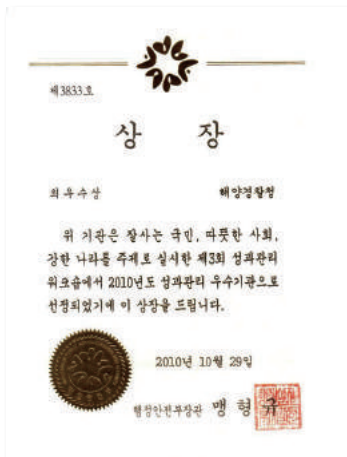 제3833호
상 장
최우수상 해양경찰청
위 기관은 잘사는 국민, 따뜻한 사회,
강한 나라를 주제로 실시한 제3회 성과관리
워크숍에서 2010년도 성과관리 우수기관으로
선정되었기에 이 상장을 드립니다.
2010년 10월 29일
행정안전부장관 맹 형 규